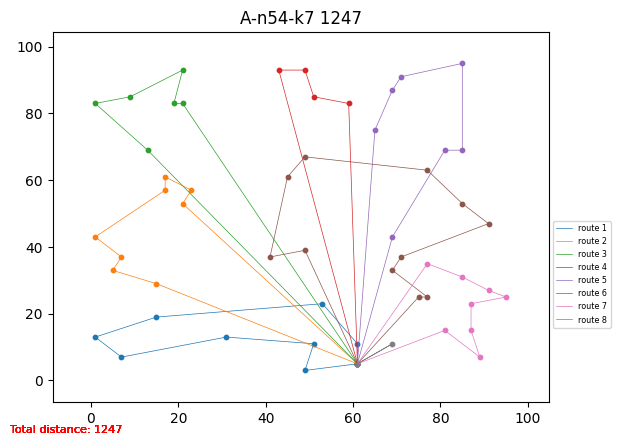 A-n54-k7 1247
100
80
60
40
20
0
0 20 40 60 80 100
route 1
route 2
route 3
route 4
route 5
route 6
route 7
route 8
Total distance: 1247